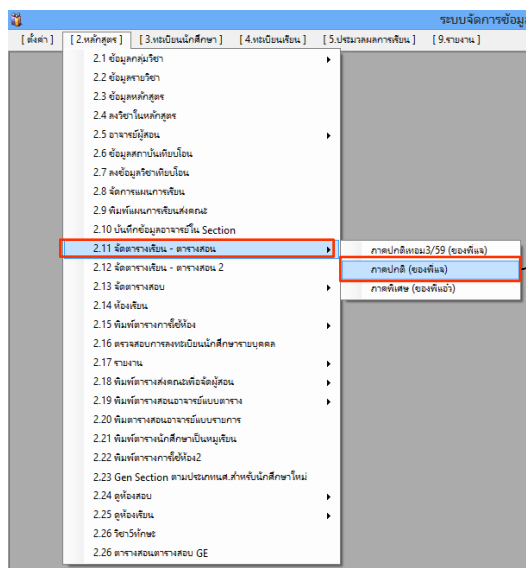 ระบบจัดการข้อมูล
[ ตั้งค่า ] [ 2.หลักสูตร ] [ 3.ทะเบียนนักศึกษา ] [ 4.ทะเบียนเรียน ] [ 5.ประมวลผลการเรียน ] [ 9.รายงาน ]
2.1 ข้อมูลกลุ่มวิชา
2.2 ข้อมูลรายวิชา
2.3 ข้อมูลหลักสูตร
2.4 ลงวิชาในหลักสูตร
2.5 อาจารย์ผู้สอน
2.6 ข้อมูลสถาบันเทียบโอน
2.7 ลงข้อมูลวิชาเทียบโอน
2.8 จัดการแผนการเรียน
2.9 พิมพ์แผนการเรียนส่งคณะ
2.10 บันทึกข้อมูลอาจารย์ใน Section
2.11 จัดตารางเรียน - ตารางสอน
ภาคปกติเทอม3/59 (ของพี่แจ)
2.12 จัดตารางเรียน - ตารางสอน 2
ภาคปกติ (ของพี่แจ)
2.13 จัดตารางสอบ
ภาคพิเศษ (ของพี่แอ๋ว)
2.14 ห้องเรียน
2.15 พิมพ์ตารางการใช้ห้อง
2.16 ตรวจสอบการลงทะเบียนนักศึกษารายบุคคล
2.17 รายงาน
2.18 พิมพ์ตารางส่งคณะเพื่อจัดผู้สอน
2.19 พิมพ์ตารางสอนอาจารย์แบบตาราง
2.20 พิมตารางสอนอาจารย์แบบรายการ
2.21 พิมพ์ตารางนักศึกษาเป็นหมู่เรียน
2.22 พิมพ์ตารางการใช้ห้อง2
2.23 Gen Section ตามประเภทนศ.สำหรับนักศึกษาใหม่
2.24 ดูห้องสอบ
2.25 ดูห้องเรียน
2.26 วิชาวิทักษะ
2.26 ตารางสอนตารางสอบ GE